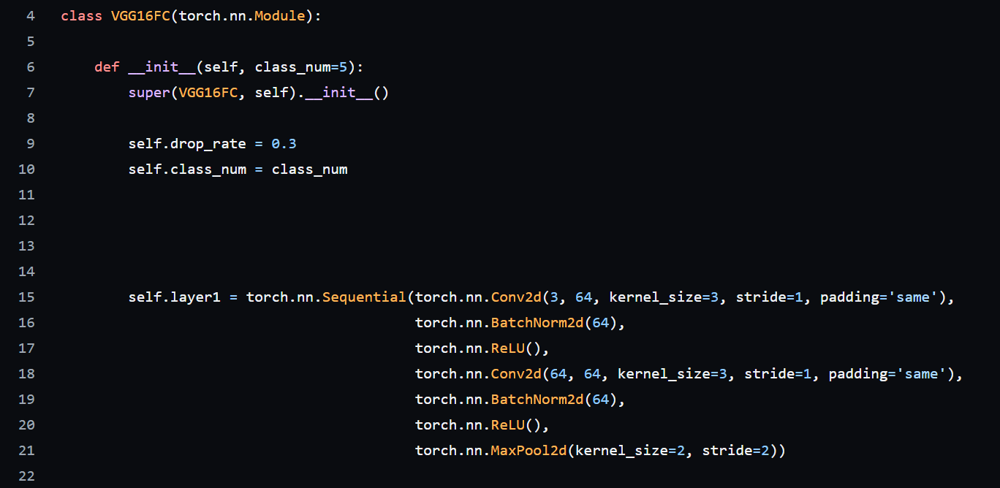 4 class VGG16FC(torch.nn.Module):
5
6 def __init__(self, class_num=5):
7 super(VGG16FC, self).__init__()
8
9 self.drop_rate = 0.3
10 self.class_num = class_num
11
12
13
14
15 self.layer1 = torch.nn.Sequential(torch.nn.Conv2d(3, 64, kernel_size=3, stride=1, padding='same'),
16 torch.nn.BatchNorm2d(64),
17 torch.nn.ReLU(),
18 torch.nn.Conv2d(64, 64, kernel_size=3, stride=1, padding='same'),
19 torch.nn.BatchNorm2d(64),
20 torch.nn.ReLU(),
21 torch.nn.MaxPool2d(kernel_size=2, stride=2))
22